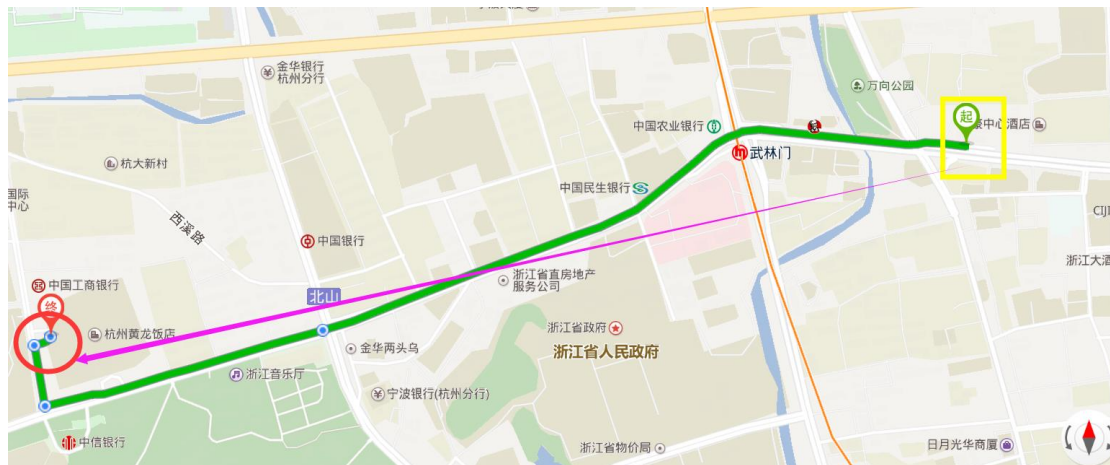 金华银行
杭州分行
万向公园
起
豪中心酒店
中国农业银行
武林门
杭大新村
中国民生银行
国际
中心
西溪路
中国银行
CIJI
浙江大酒
浙江省直房地产
服务公司
中国工商银行
北山
终
杭州黄龙饭店
浙江省政府
浙江省人民政府
金华两头乌
浙江音乐厅
宁波银行(杭州分行)
中信银行
浙江省物价局
日月光华商厦